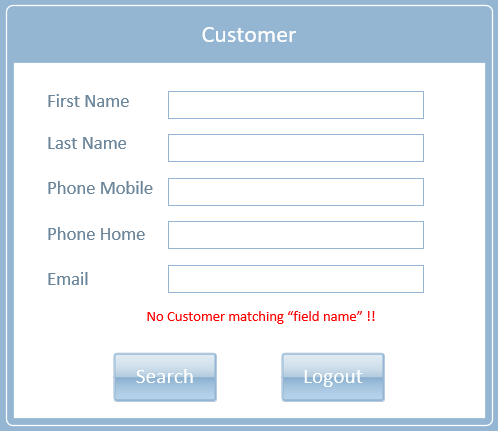 Customer
First Name
Last Name
Phone Mobile
Phone Home
Email
No Customer matching “field name” !!
Search
Logout